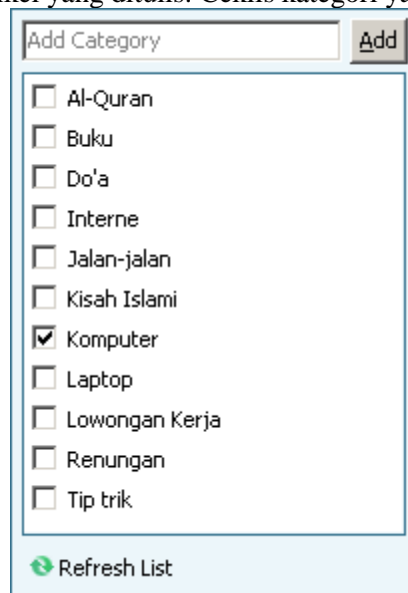 Add Category Add
Al-Quran
Buku
Do'a
Interne
Jalan-jalan
Kisah Islami
Komputer
Laptop
Lowongan Kerja
Renungan
Tip trik
Refresh List